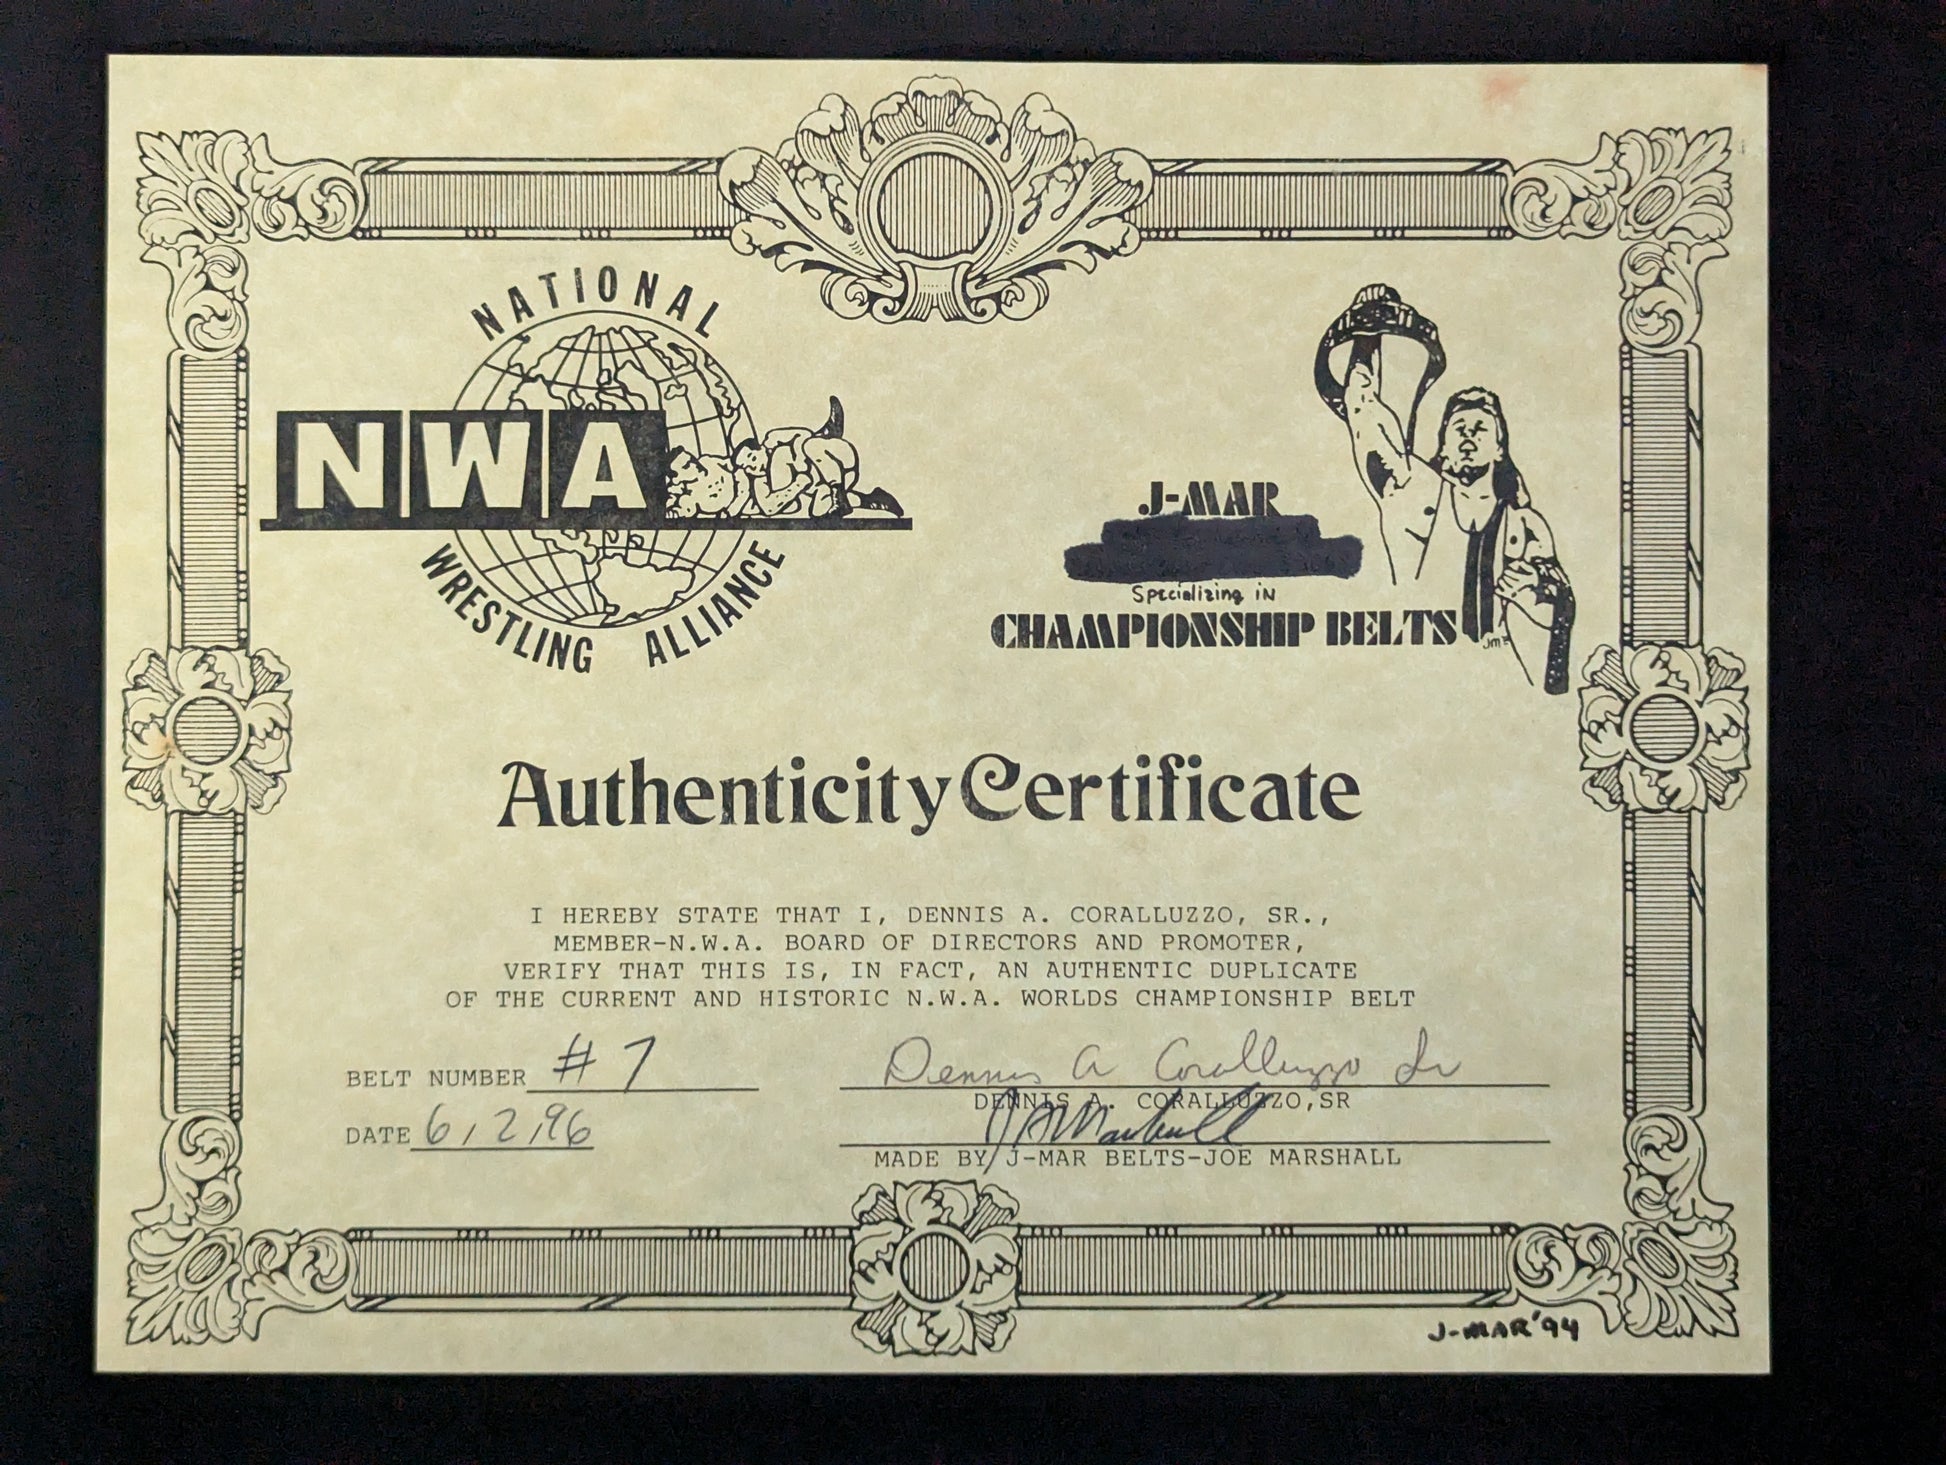 NATIONAL
NWA
WRESTLING ALLIANCE
J-MAR
Specializing in
CHAMPIONSHIP BELTS
JM
Authenticity Certificate
I HEREBY STATE THAT I, DENNIS A. CORALLUZZO, SR.,
MEMBER-N.W.A. BOARD OF DIRECTORS AND PROMOTER,
VERIFY THAT THIS IS, IN FACT, AN AUTHENTIC DUPLICATE
OF THE CURRENT AND HISTORIC N.W.A. WORLDS CHAMPIONSHIP BELT
BELT NUMBER #7
Dennis A Coralluzzo Sr
DENNIS A. CORALLUZZO,SR
DATE 6,2,96
JAMarshall
MADE BY J-MAR BELTS-JOE MARSHALL
J-MAR'94